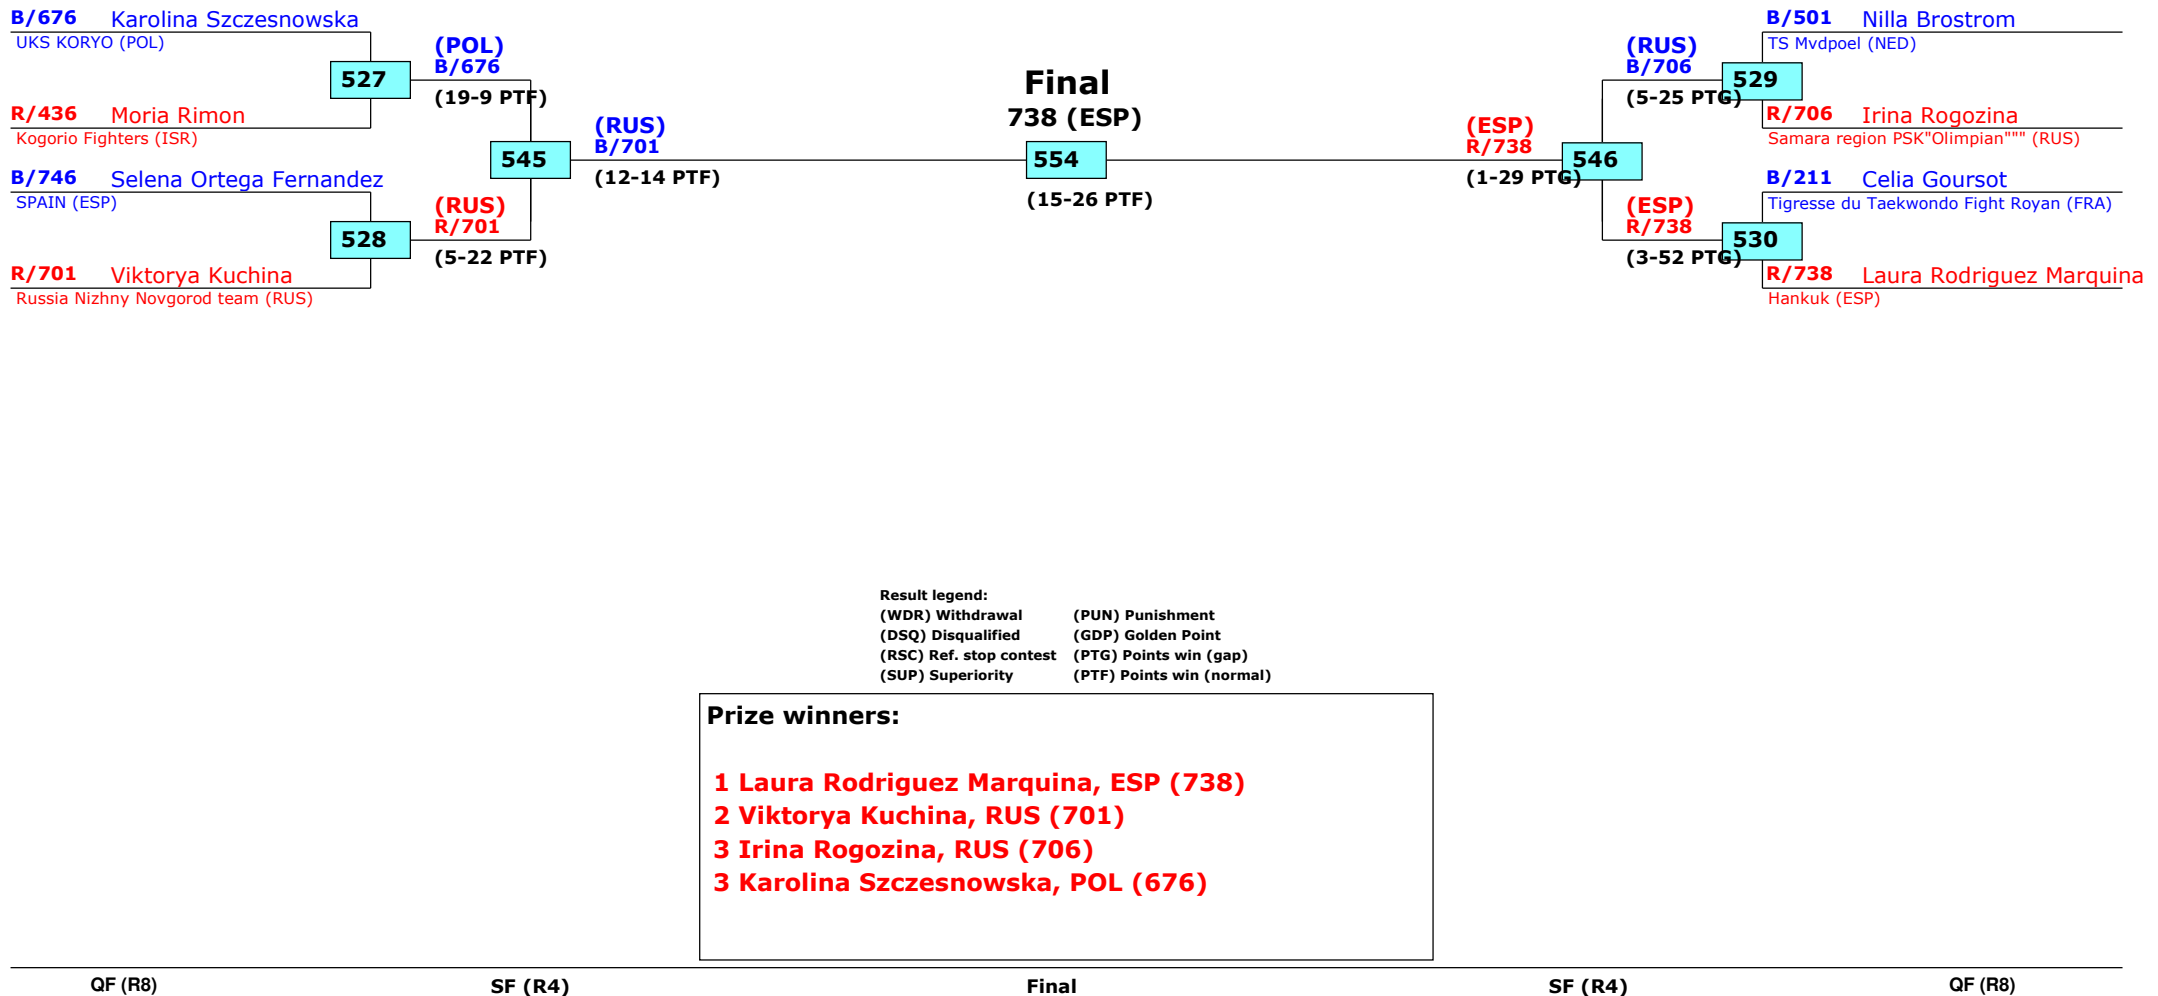 B/676 Karolina Szczesnowska
UKS KORYO (POL)
R/436 Moria Rimon
Kogorio Fighters (ISR)
B/746 Selena Ortega Fernandez
SPAIN (ESP)
R/701 Viktorya Kuchina
Russia Nizhny Novgorod team (RUS)
527
528
(POL)
B/676
(19-9 PTF)
(RUS)
R/701
(5-22 PTF)
545
(RUS)
B/701
(12-14 PTF)
Final
738 (ESP)
554
(15-26 PTF)
(ESP)
R/738
(1-29 PTG)
546
(RUS)
B/706
(5-25 PTG)
(ESP)
R/738
(3-52 PTG)
529
530
B/501 Nilla Brostrom
TS Mvdpoel (NED)
R/706 Irina Rogozina
Samara region PSK"Olimpian""" (RUS)
B/211 Celia Goursot
Tigresse du Taekwondo Fight Royan (FRA)
R/738 Laura Rodriguez Marquina
Hankuk (ESP)
Result legend:
(WDR) Withdrawal (PUN) Punishment
(DSQ) Disqualified (GDP) Golden Point
(RSC) Ref. stop contest (PTG) Points win (gap)
(SUP) Superiority (PTF) Points win (normal)
Prize winners:
1 Laura Rodriguez Marquina, ESP (738)
2 Viktorya Kuchina, RUS (701)
3 Irina Rogozina, RUS (706)
3 Karolina Szczesnowska, POL (676)
QF (R8) SF (R4) Final SF (R4) QF (R8)